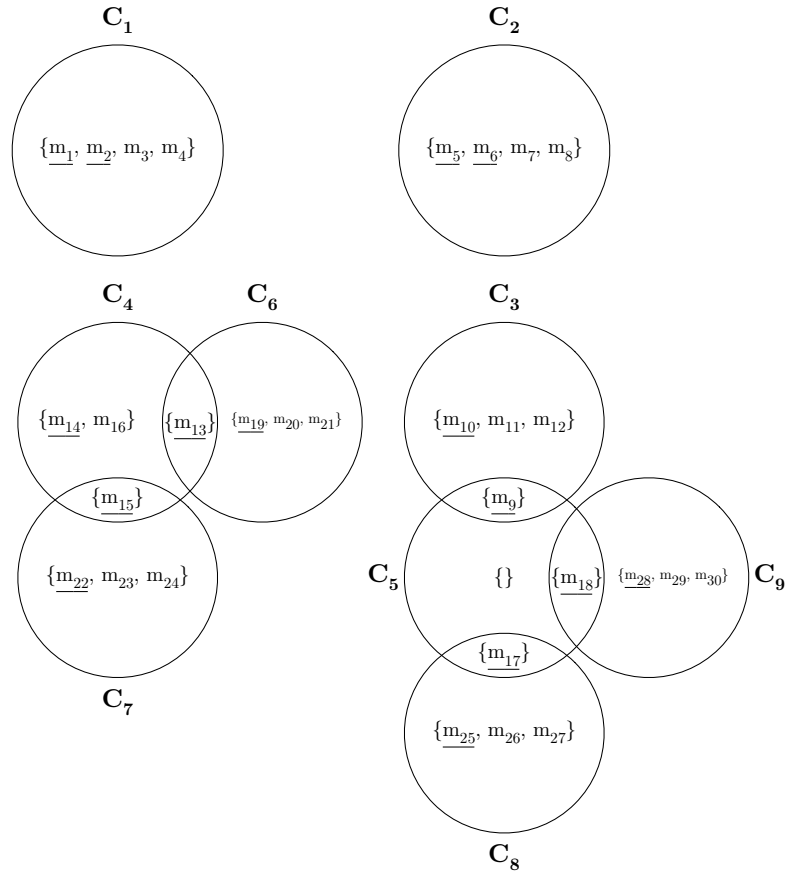 C₁ C₂
{m₁, m₂, m₃, m₄} {m₅, m₆, m₇, m₈}
C₄ C₆ C₃
{m₁₄, m₁₆} {m₁₃} {m₁₉, m₂₀, m₂₁} {m₁₀, m₁₁, m₁₂}
{m₁₅} {m₉}
{m₂₂, m₂₃, m₂₄} C₅ {} {m₁₈} {m₂₈, m₂₉, m₃₀} C₉
{m₁₇}
C₇
{m₂₅, m₂₆, m₂₇}
C₈